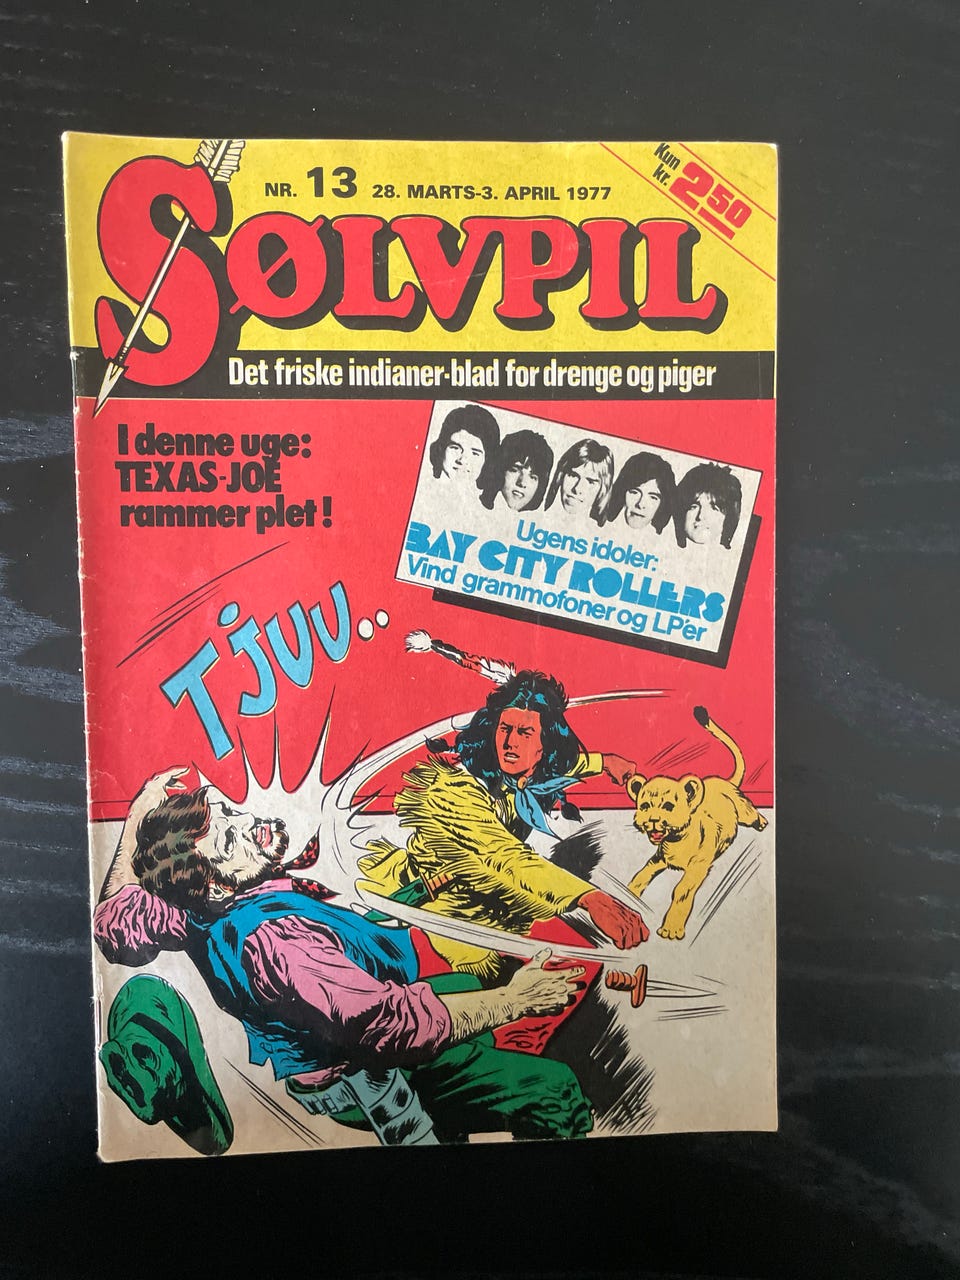 NR. 13 28. MARTS-3. APRIL 1977
Kun
kr. 2.50
SØLVPIL
Det friske indianer-blad for drenge og piger
I denne uge:
TEXAS-JOE
rammer plet!
Ugens idoler:
BAY CITY ROLLERS
Vind grammofoner og LP'er
TJUU..